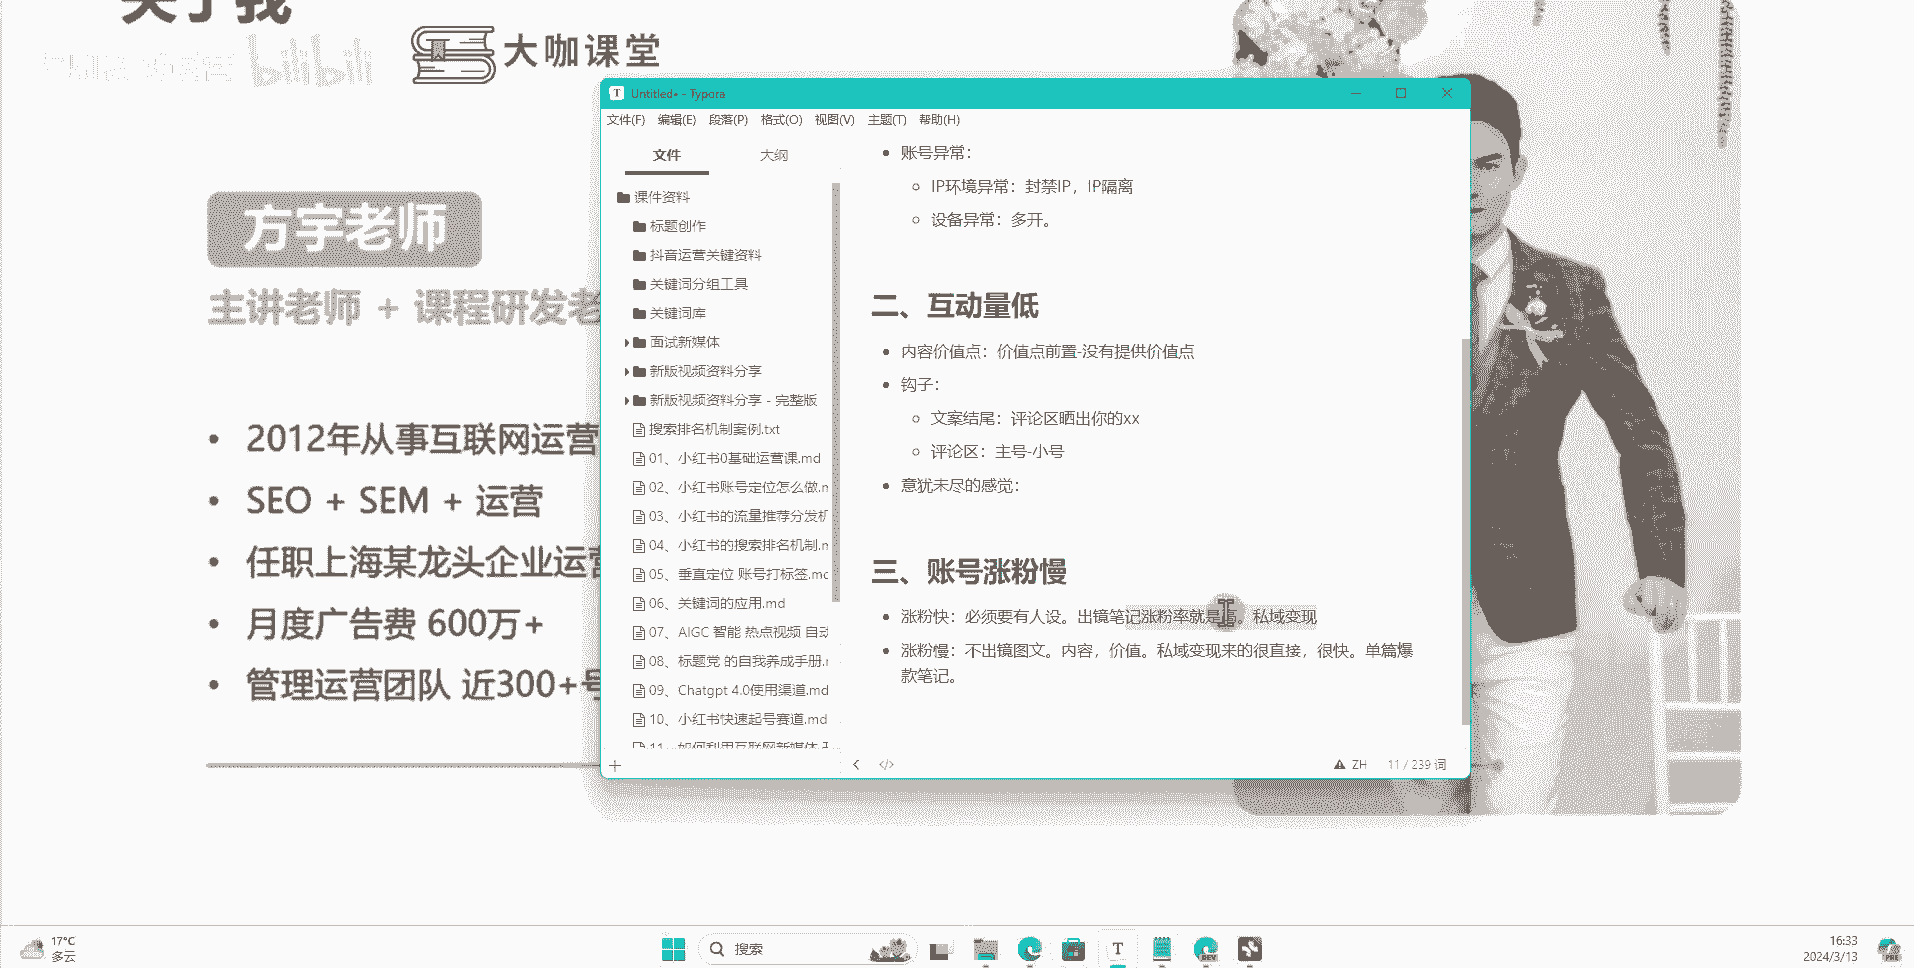 关于我
bilibili
大咖课堂
方宇老师
主讲老师 + 课程研发老
2012年从事互联网运营
SEO + SEM + 运营
任职上海某龙头企业运营
月度广告费 600万+
管理运营团队 近300+号
Untitled• - Typora
文件(F) 编辑(E) 段落(P) 格式(O) 视图(V) 主题(T) 帮助(H)
文件 大纲
课件资料
标题创作
抖音运营关键资料
关键词分组工具
关键词库
面试新媒体
新版视频资料分享
新版视频资料分享 - 完整版
搜索排名机制案例.txt
01、小红书0基础运营课.md
02、小红书账号定位怎么做.m
03、小红书的流量推荐分发机
04、小红书的搜索排名机制.m
05、垂直定位 账号打标签.md
06、关键词的应用.md
07、AIGC 智能 热点视频 自动
08、标题党 的自我养成手册.r
09、Chatgpt 4.0使用渠道.md
10、小红书快速起号赛道.md
11、如何利用互联网新媒体
账号异常：
IP环境异常：封禁IP，IP隔离
设备异常：多开。
二、互动量低
内容价值点：价值点前置-没有提供价值点
钩子：
文案结尾：评论区晒出你的xx
评论区：主号-小号
意犹未尽的感觉：
三、账号涨粉慢
涨粉快：必须要有人设。出镜笔记涨粉率就是高。私域变现
涨粉慢：不出镜图文。内容，价值。私域变现来的很直接，很快。单篇爆
款笔记。
ZH 11 / 239 词
17°C
多云
搜索
DEV
16:33
2024/3/13
PRE